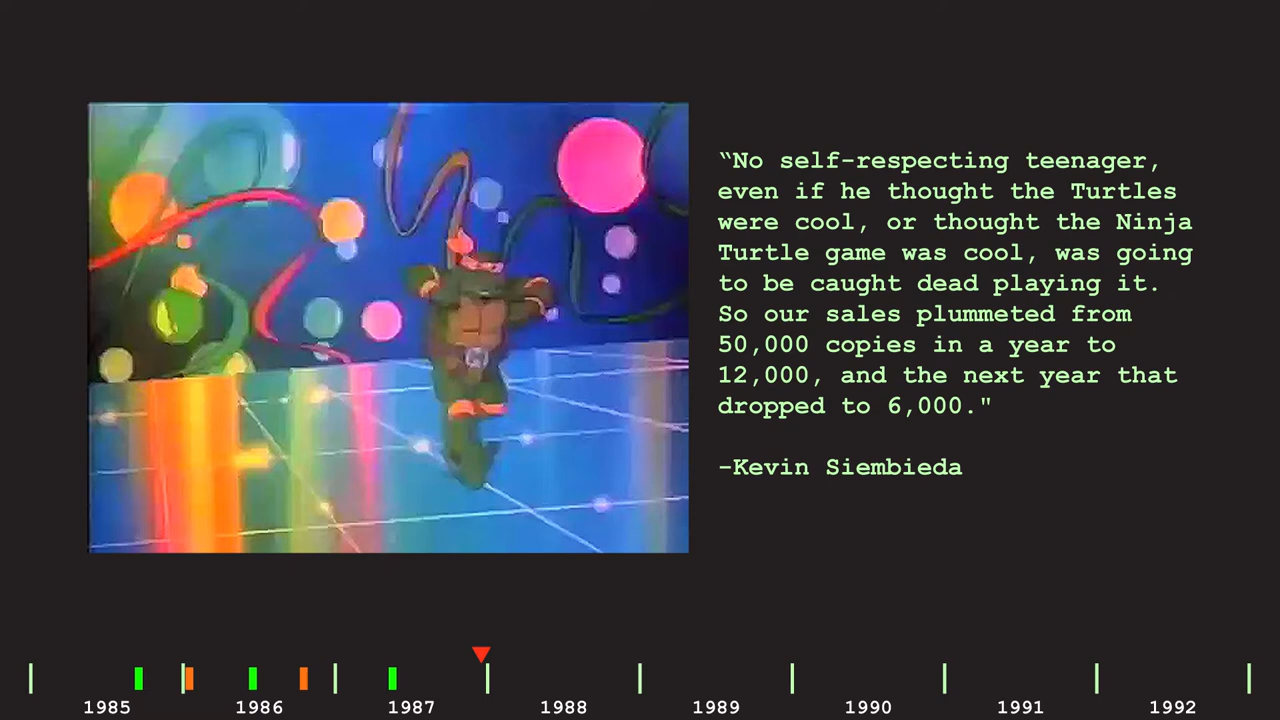 “No self-respecting teenager,
even if he thought the Turtles
were cool, or thought the Ninja
Turtle game was cool, was going
to be caught dead playing it.
So our sales plummeted from
50,000 copies in a year to
12,000, and the next year that
dropped to 6,000."
-Kevin Siembieda
1985 1986 1987 1988 1989 1990 1991 1992